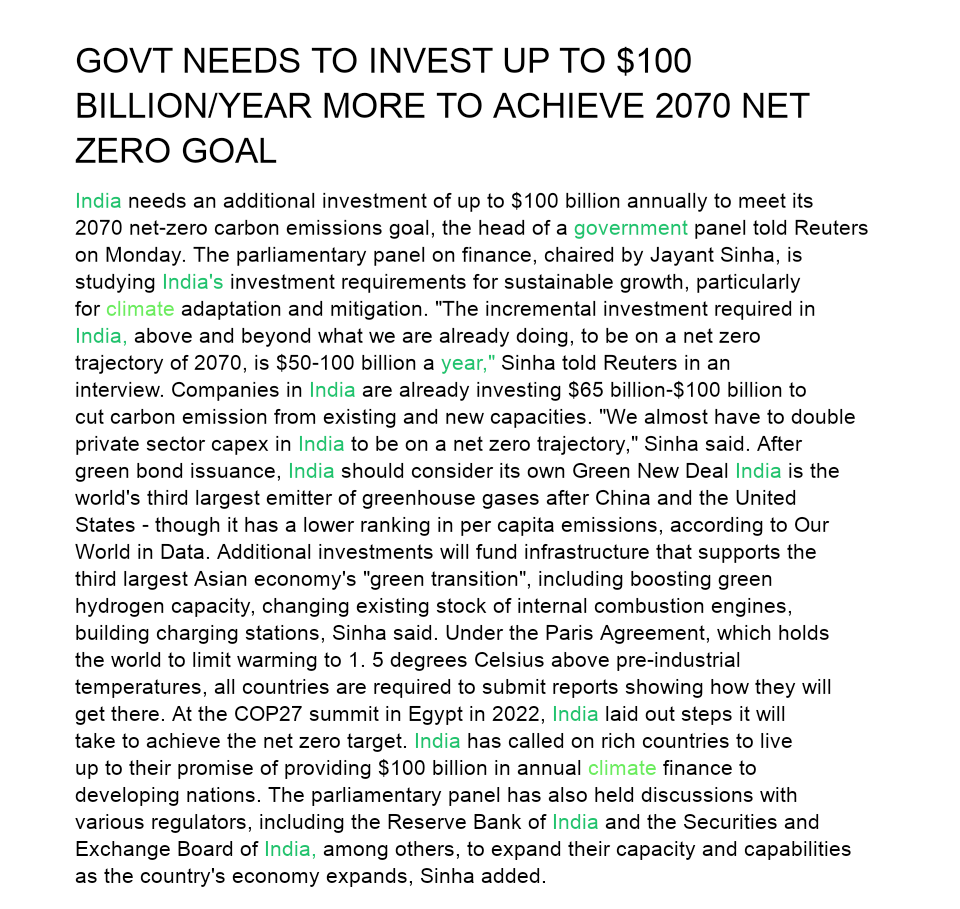 GOVT NEEDS TO INVEST UP TO $100
BILLION/YEAR MORE TO ACHIEVE 2070 NET
ZERO GOAL
India needs an additional investment of up to $100 billion annually to meet its
2070 net-zero carbon emissions goal, the head of a government panel told Reuters
on Monday. The parliamentary panel on finance, chaired by Jayant Sinha, is
studying India's investment requirements for sustainable growth, particularly
for climate adaptation and mitigation. "The incremental investment required in
India, above and beyond what we are already doing, to be on a net zero
trajectory of 2070, is $50-100 billion a year," Sinha told Reuters in an
interview. Companies in India are already investing $65 billion-$100 billion to
cut carbon emission from existing and new capacities. "We almost have to double
private sector capex in India to be on a net zero trajectory," Sinha said. After
green bond issuance, India should consider its own Green New Deal India is the
world's third largest emitter of greenhouse gases after China and the United
States - though it has a lower ranking in per capita emissions, according to Our
World in Data. Additional investments will fund infrastructure that supports the
third largest Asian economy's "green transition", including boosting green
hydrogen capacity, changing existing stock of internal combustion engines,
building charging stations, Sinha said. Under the Paris Agreement, which holds
the world to limit warming to 1. 5 degrees Celsius above pre-industrial
temperatures, all countries are required to submit reports showing how they will
get there. At the COP27 summit in Egypt in 2022, India laid out steps it will
take to achieve the net zero target. India has called on rich countries to live
up to their promise of providing $100 billion in annual climate finance to
developing nations. The parliamentary panel has also held discussions with
various regulators, including the Reserve Bank of India and the Securities and
Exchange Board of India, among others, to expand their capacity and capabilities
as the country's economy expands, Sinha added.